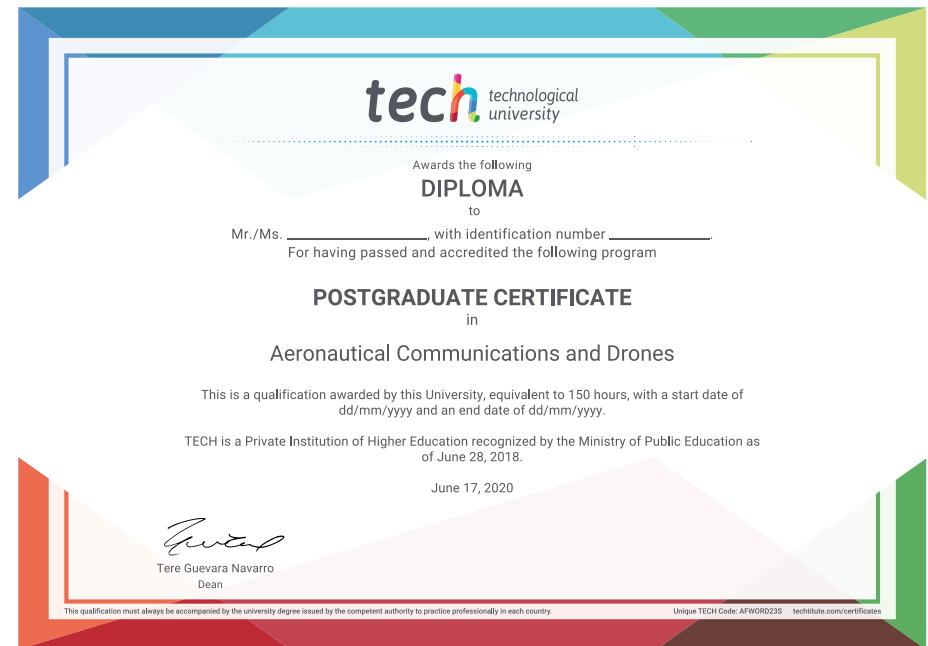 tech technological
university
Awards the following
DIPLOMA
to
Mr./Ms. ____________________, with identification number ______________.
For having passed and accredited the following program
POSTGRADUATE CERTIFICATE
in
Aeronautical Communications and Drones
This is a qualification awarded by this University, equivalent to 150 hours, with a start date of
dd/mm/yyyy and an end date of dd/mm/yyyy.
TECH is a Private Institution of Higher Education recognized by the Ministry of Public Education as
of June 28, 2018.
June 17, 2020
Tere Guevara Navarro
Dean
This qualification must always be accompanied by the university degree issued by the competent authority to practice professionally in each country.
Unique TECH Code: AFWORD23S techtitute.com/certificates